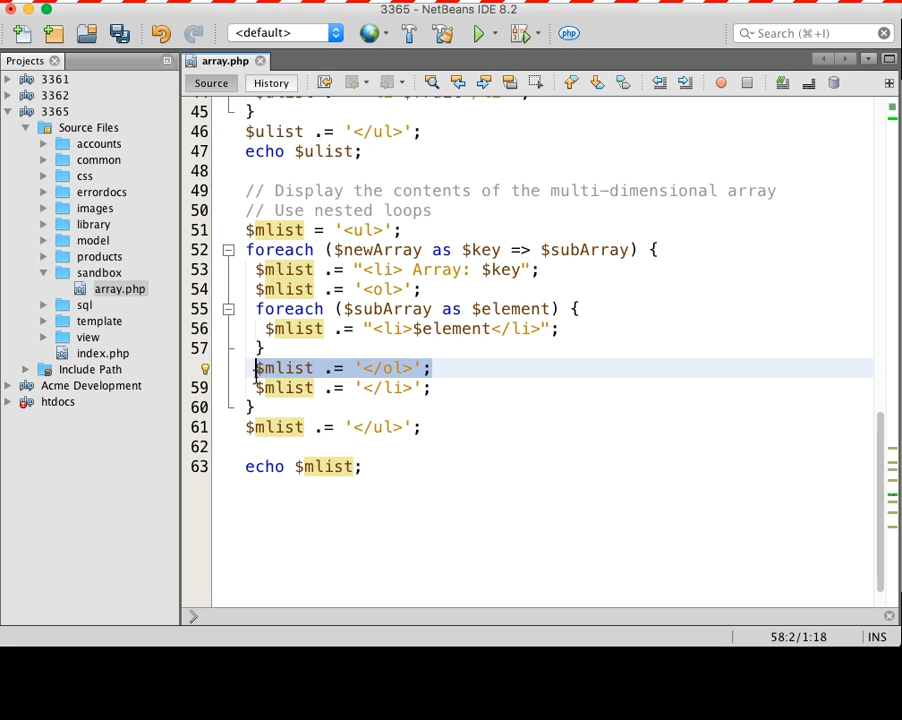 3365 - NetBeans IDE 8.2
<default>
php
Search (⌘+I)
Projects
array.php
Source
History
3361
3362
3365
Source Files
accounts
common
css
errordocs
images
library
model
products
sandbox
array.php
sql
template
view
index.php
Include Path
Acme Development
htdocs
45 }
46 $ulist .= '</ul>';
47 echo $ulist;
48
49 // Display the contents of the multi-dimensional array
50 // Use nested loops
51 $mlist = '<ul>';
52 foreach ($newArray as $key => $subArray) {
53 $mlist .= "<li> Array: $key";
54 $mlist .= '<ol>';
55 foreach ($subArray as $element) {
56 $mlist .= "<li>$element</li>";
57 }
$mlist .= '</ol>';
59 $mlist .= '</li>';
60 }
61 $mlist .= '</ul>';
62
63 echo $mlist;
58:2/1:18
INS